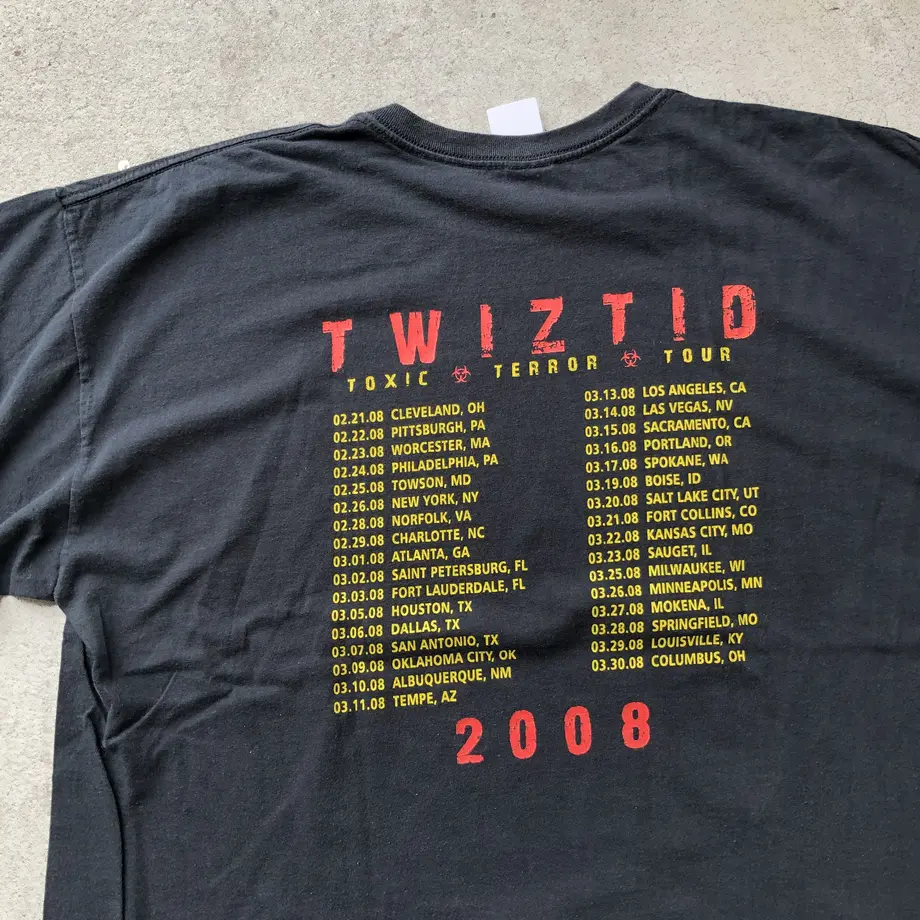 TWIZTID
TOXIC TERROR TOUR
02.21.08 CLEVELAND, OH
02.22.08 PITTSBURGH, PA
02.23.08 WORCESTER, MA
02.24.08 PHILADELPHIA, PA
02.25.08 TOWSON, MD
02.26.08 NEW YORK, NY
02.28.08 NORFOLK, VA
02.29.08 CHARLOTTE, NC
03.01.08 ATLANTA, GA
03.02.08 SAINT PETERSBURG, FL
03.03.08 FORT LAUDERDALE, FL
03.05.08 HOUSTON, TX
03.06.08 DALLAS, TX
03.07.08 SAN ANTONIO, TX
03.09.08 OKLAHOMA CITY, OK
03.10.08 ALBUQUERQUE, NM
03.11.08 TEMPE, AZ
03.13.08 LOS ANGELES, CA
03.14.08 LAS VEGAS, NV
03.15.08 SACRAMENTO, CA
03.16.08 PORTLAND, OR
03.17.08 SPOKANE, WA
03.19.08 BOISE, ID
03.20.08 SALT LAKE CITY, UT
03.21.08 FORT COLLINS, CO
03.22.08 KANSAS CITY, MO
03.23.08 SAUGET, IL
03.25.08 MILWAUKEE, WI
03.26.08 MINNEAPOLIS, MN
03.27.08 MOKENA, IL
03.28.08 SPRINGFIELD, MO
03.29.08 LOUISVILLE, KY
03.30.08 COLUMBUS, OH
2008